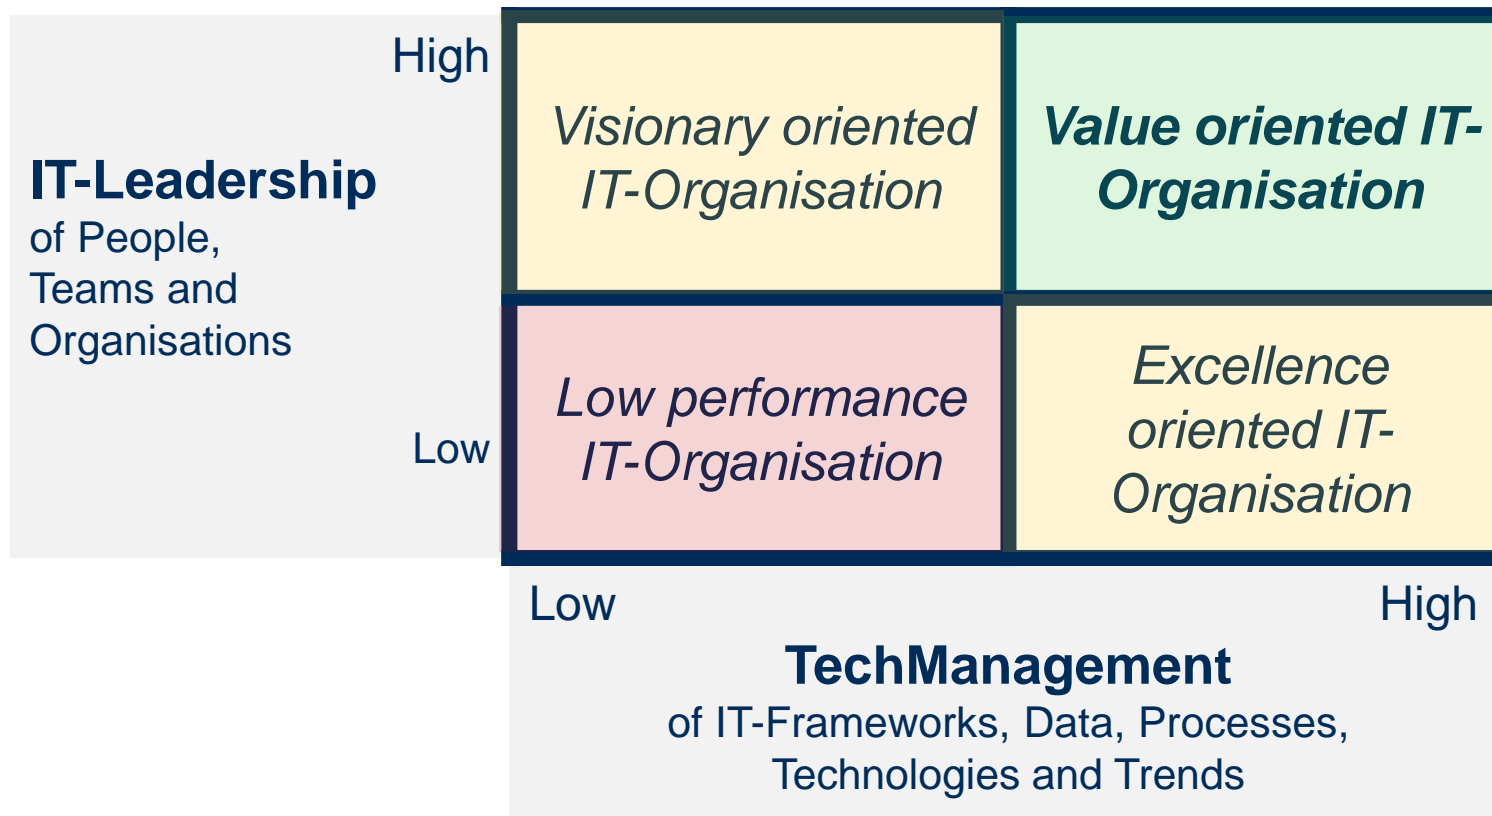 High
IT-Leadership
of People,
Teams and
Organisations
Low
Visionary oriented
IT-Organisation
Value oriented IT-
Organisation
Low performance
IT-Organisation
Excellence
oriented IT-
Organisation
Low
High
TechManagement
of IT-Frameworks, Data, Processes,
Technologies and Trends